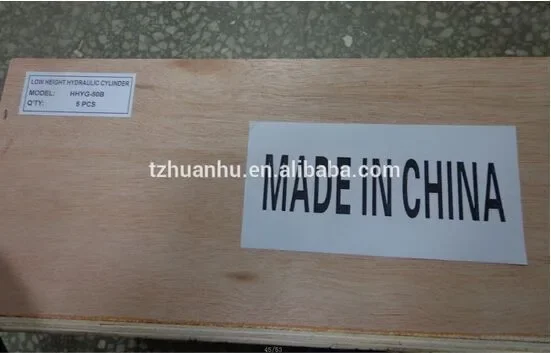 LOW HEIGHT HYDRAULIC CYLINDER
MODEL: HHYG-50B
Q'TY: 5 PCS
tzhuanhu.en.alibaba.com
MADE IN CHINA
45/53